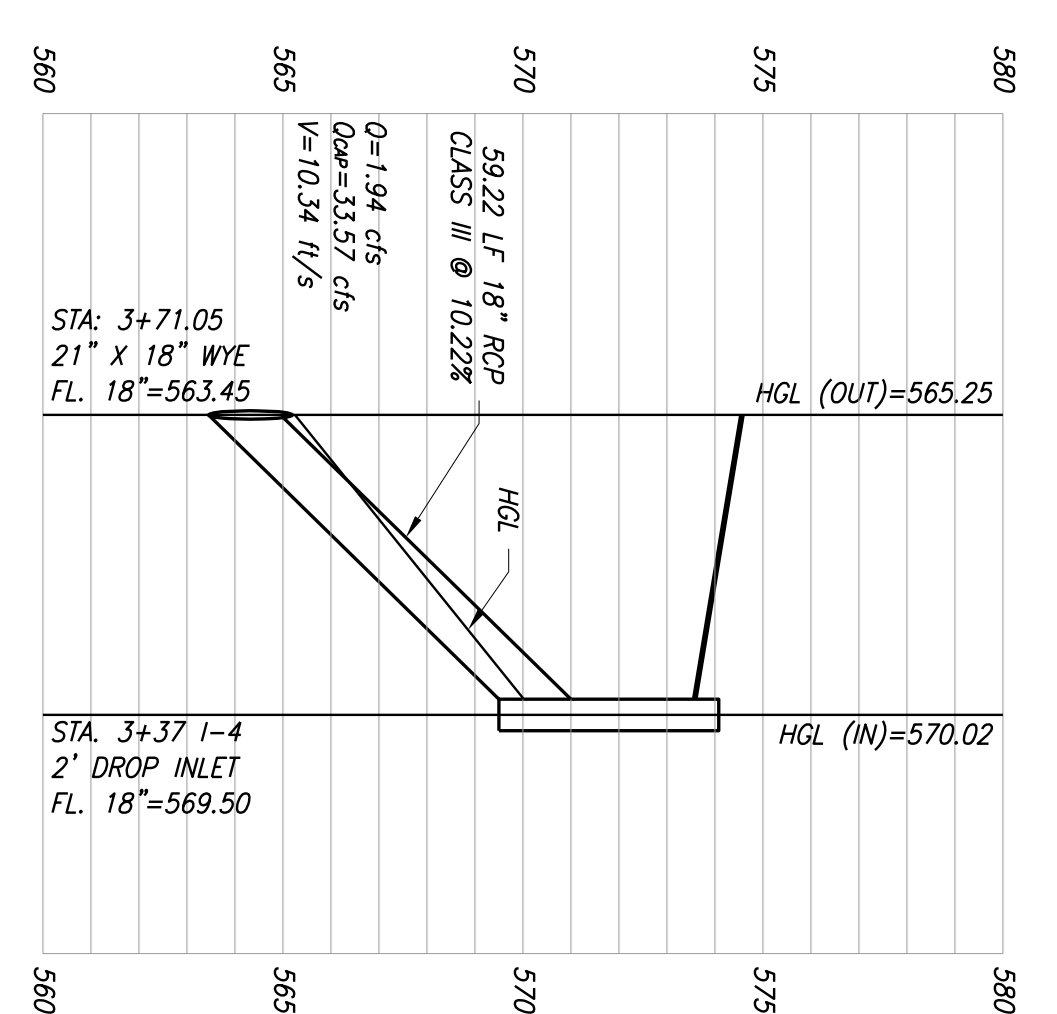 560
565
570
575
580
Q=1.94 cfs
QCAP=33.57 cfs
V=10.34 ft/s
59.22 LF 18" RCP
CLASS III @ 10.22%
STA: 3+71.05
21" X 18" WYE
FL. 18"=563.45
HGL (OUT)=565.25
HGL
STA. 3+37 I-4
2' DROP INLET
FL. 18"=569.50
HGL (IN)=570.02
560
565
570
575
580